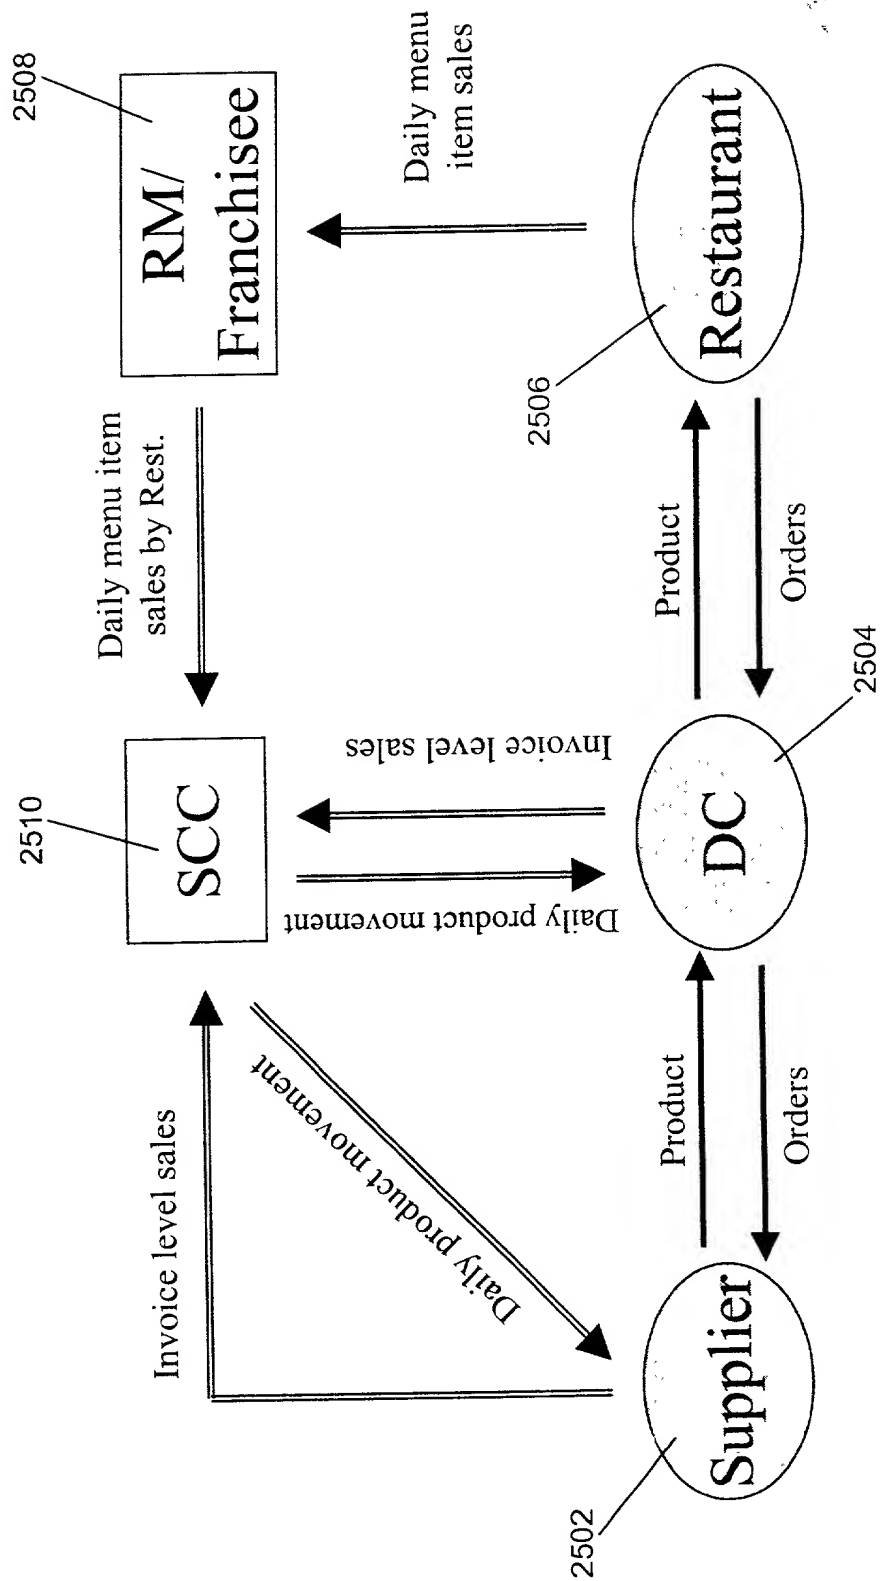 2510
2508
SCC
RM/
Franchisee
Daily menu item
sales by Rest.
Invoice level sales
Daily product movement
Daily product movement
Invoice level sales
Daily menu
item sales
2502
Supplier
Product
Orders
DC
2504
Product
Orders
2506
Restaurant